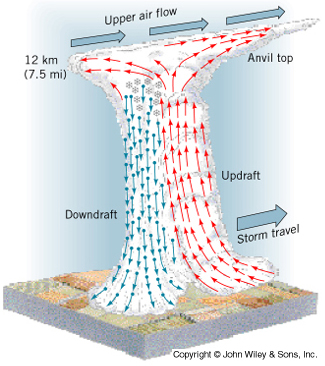 Upper air flow
12 km
(7.5 mi)
Anvil top
Updraft
Downdraft
Storm travel
Copyright © John Wiley & Sons, Inc.